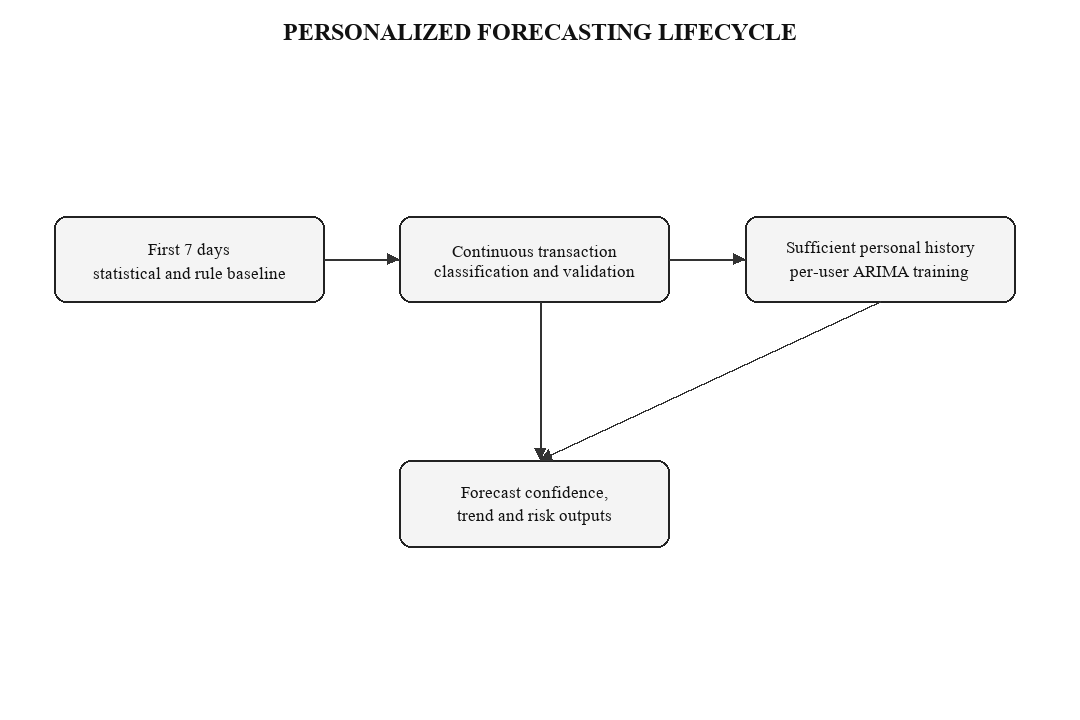 PERSONALIZED FORECASTING LIFECYCLE
First 7 days
statistical and rule baseline
Continuous transaction
classification and validation
Sufficient personal history
per-user ARIMA training
Forecast confidence,
trend and risk outputs